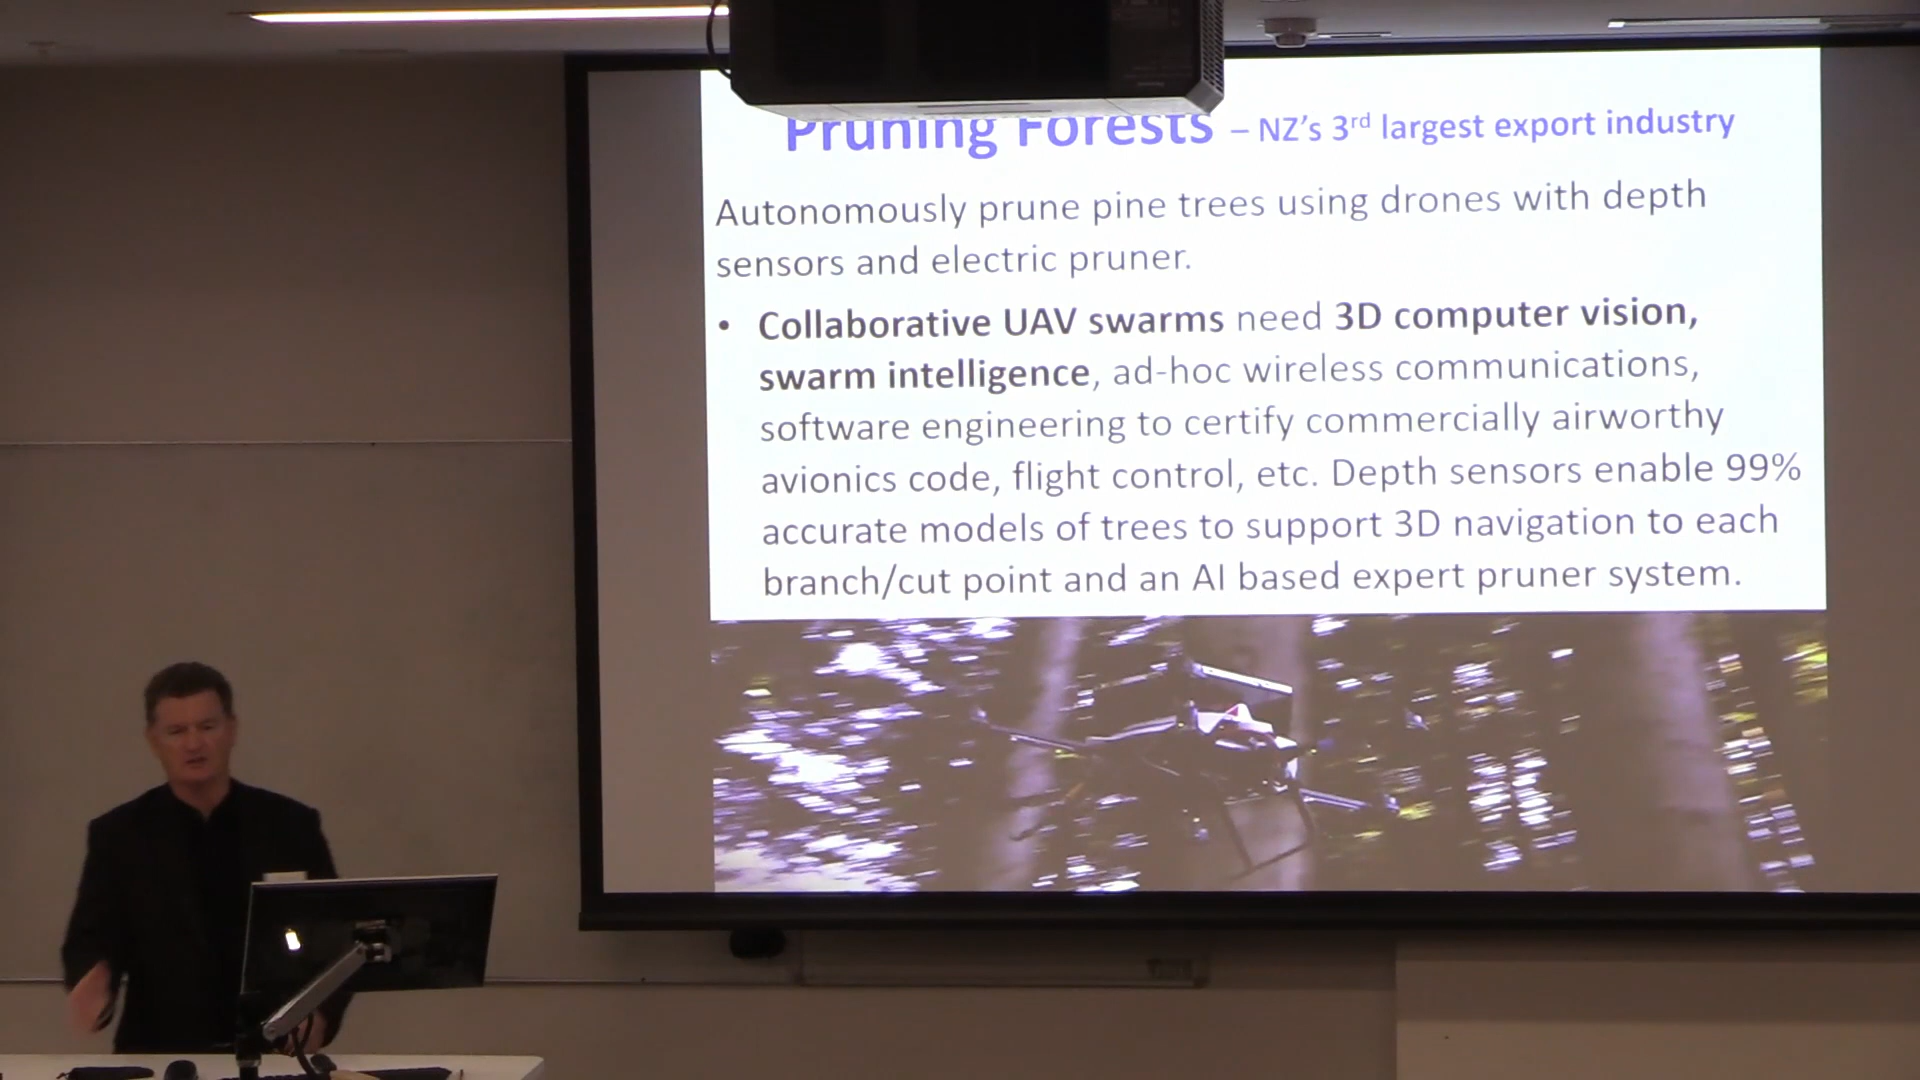 Pruning Forests – NZ's 3rd largest export industry
Autonomously prune pine trees using drones with depth
sensors and electric pruner.
• Collaborative UAV swarms need 3D computer vision,
swarm intelligence, ad-hoc wireless communications,
software engineering to certify commercially airworthy
avionics code, flight control, etc. Depth sensors enable 99%
accurate models of trees to support 3D navigation to each
branch/cut point and an AI based expert pruner system.